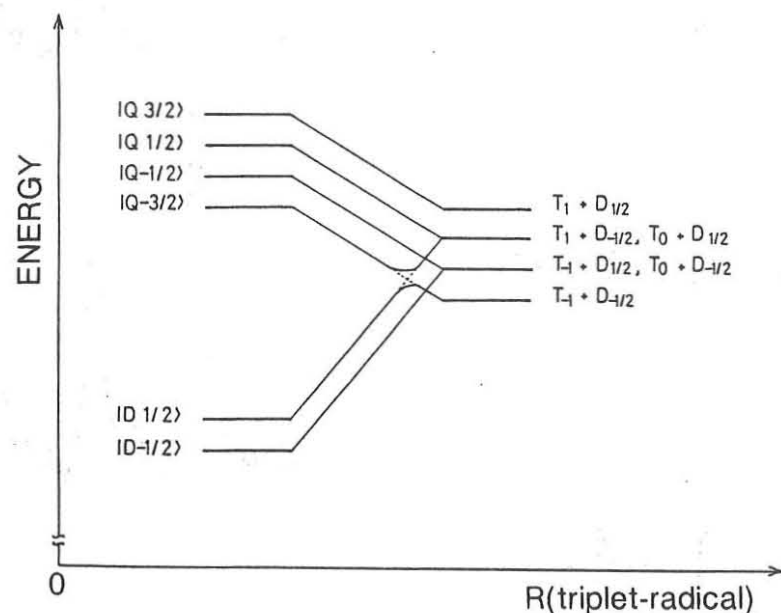 ENERGY
|Q 3/2⟩
|Q 1/2⟩
|Q-1/2⟩
|Q-3/2⟩
T₁ + D₁/₂
T₁ + D₋₁/₂, T₀ + D₁/₂
T₋₁ + D₁/₂, T₀ + D₋₁/₂
T₋₁ + D₋₁/₂
|D 1/2⟩
|D-1/2⟩
0
R(triplet-radical)